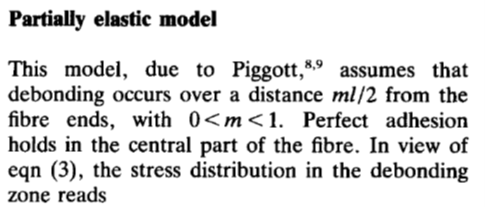 Partially elastic model
This model, due to Piggott,8,9 assumes that
debonding occurs over a distance ml/2 from the
fibre ends, with 0<m<1. Perfect adhesion
holds in the central part of the fibre. In view of
eqn (3), the stress distribution in the debonding
zone reads